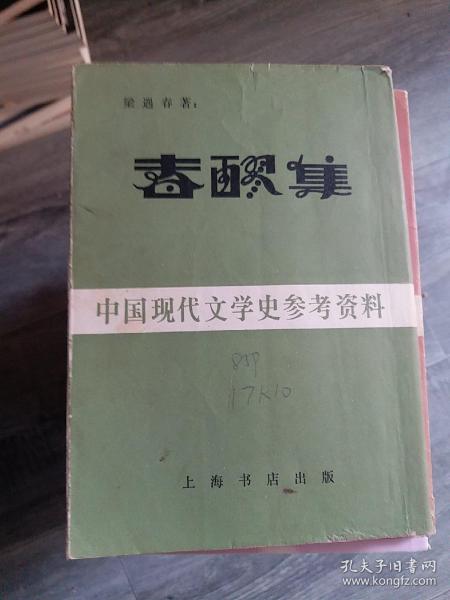 梁遇春著：
春醪集
中国现代文学史参考资料
85P
17K10
上海书店出版
孔夫子旧书网
www.kongfz.com